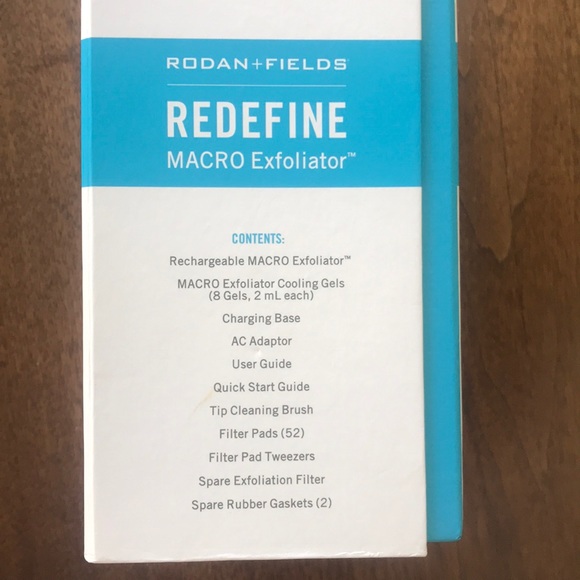 RODAN+FIELDS®
REDEFINE
MACRO Exfoliator™
CONTENTS:
Rechargeable MACRO Exfoliator™
MACRO Exfoliator Cooling Gels
(8 Gels, 2 mL each)
Charging Base
AC Adaptor
User Guide
Quick Start Guide
Tip Cleaning Brush
Filter Pads (52)
Filter Pad Tweezers
Spare Exfoliation Filter
Spare Rubber Gaskets (2)